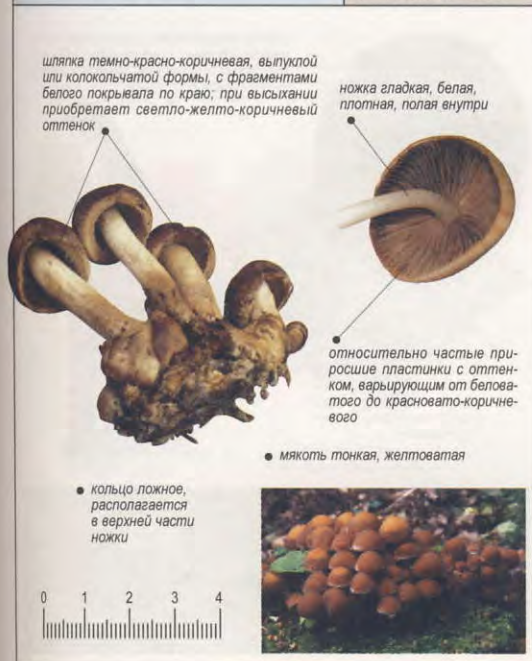 шляпка темно-красно-коричневая, выпуклой
или колокольчатой формы, с фрагментами
белого покрывала по краю; при высыхании
приобретает светло-желто-коричневый
оттенок
ножка гладкая, белая,
плотная, полая внутри
относительно частые при-
росшие пластинки с оттен-
ком, варьирующим от белова-
того до красновато-коричне-
вого
мякоть тонкая, желтоватая
кольцо ложное,
располагается
в верхней части
ножки
0 1 2 3 4